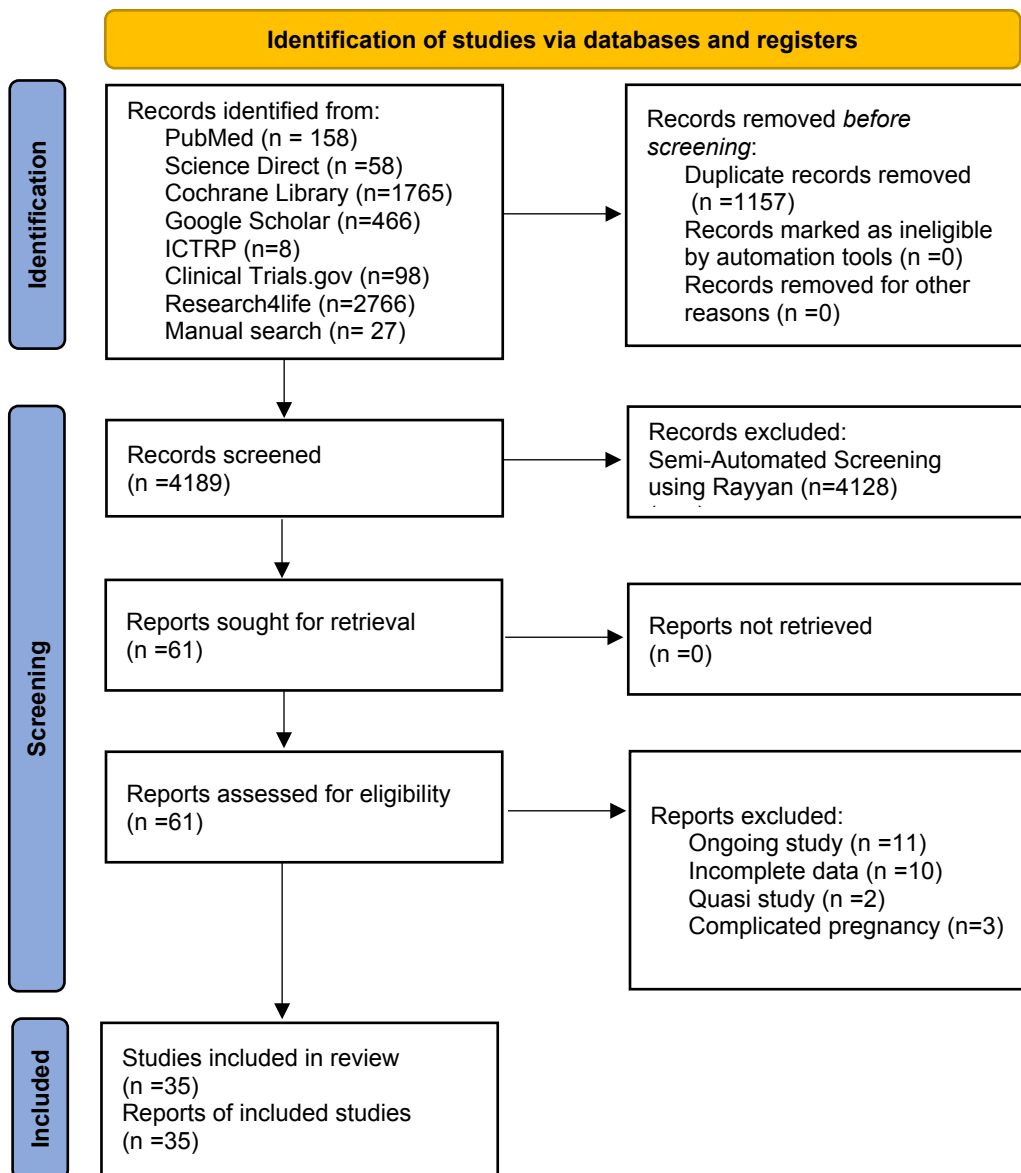 Identification of studies via databases and registers
Identification
Records identified from:
PubMed (n = 158)
Science Direct (n =58)
Cochrane Library (n=1765)
Google Scholar (n=466)
ICTRP (n=8)
Clinical Trials.gov (n=98)
Research4life (n=2766)
Manual search (n= 27)
Records removed before
screening:
Duplicate records removed
(n =1157)
Records marked as ineligible
by automation tools (n =0)
Records removed for other
reasons (n =0)
Screening
Records screened
(n =4189)
Records excluded:
Semi-Automated Screening
using Rayyan (n=4128)
Reports sought for retrieval
(n =61)
Reports not retrieved
(n =0)
Reports assessed for eligibility
(n =61)
Reports excluded:
Ongoing study (n =11)
Incomplete data (n =10)
Quasi study (n =2)
Complicated pregnancy (n=3)
Included
Studies included in review
(n =35)
Reports of included studies
(n =35)